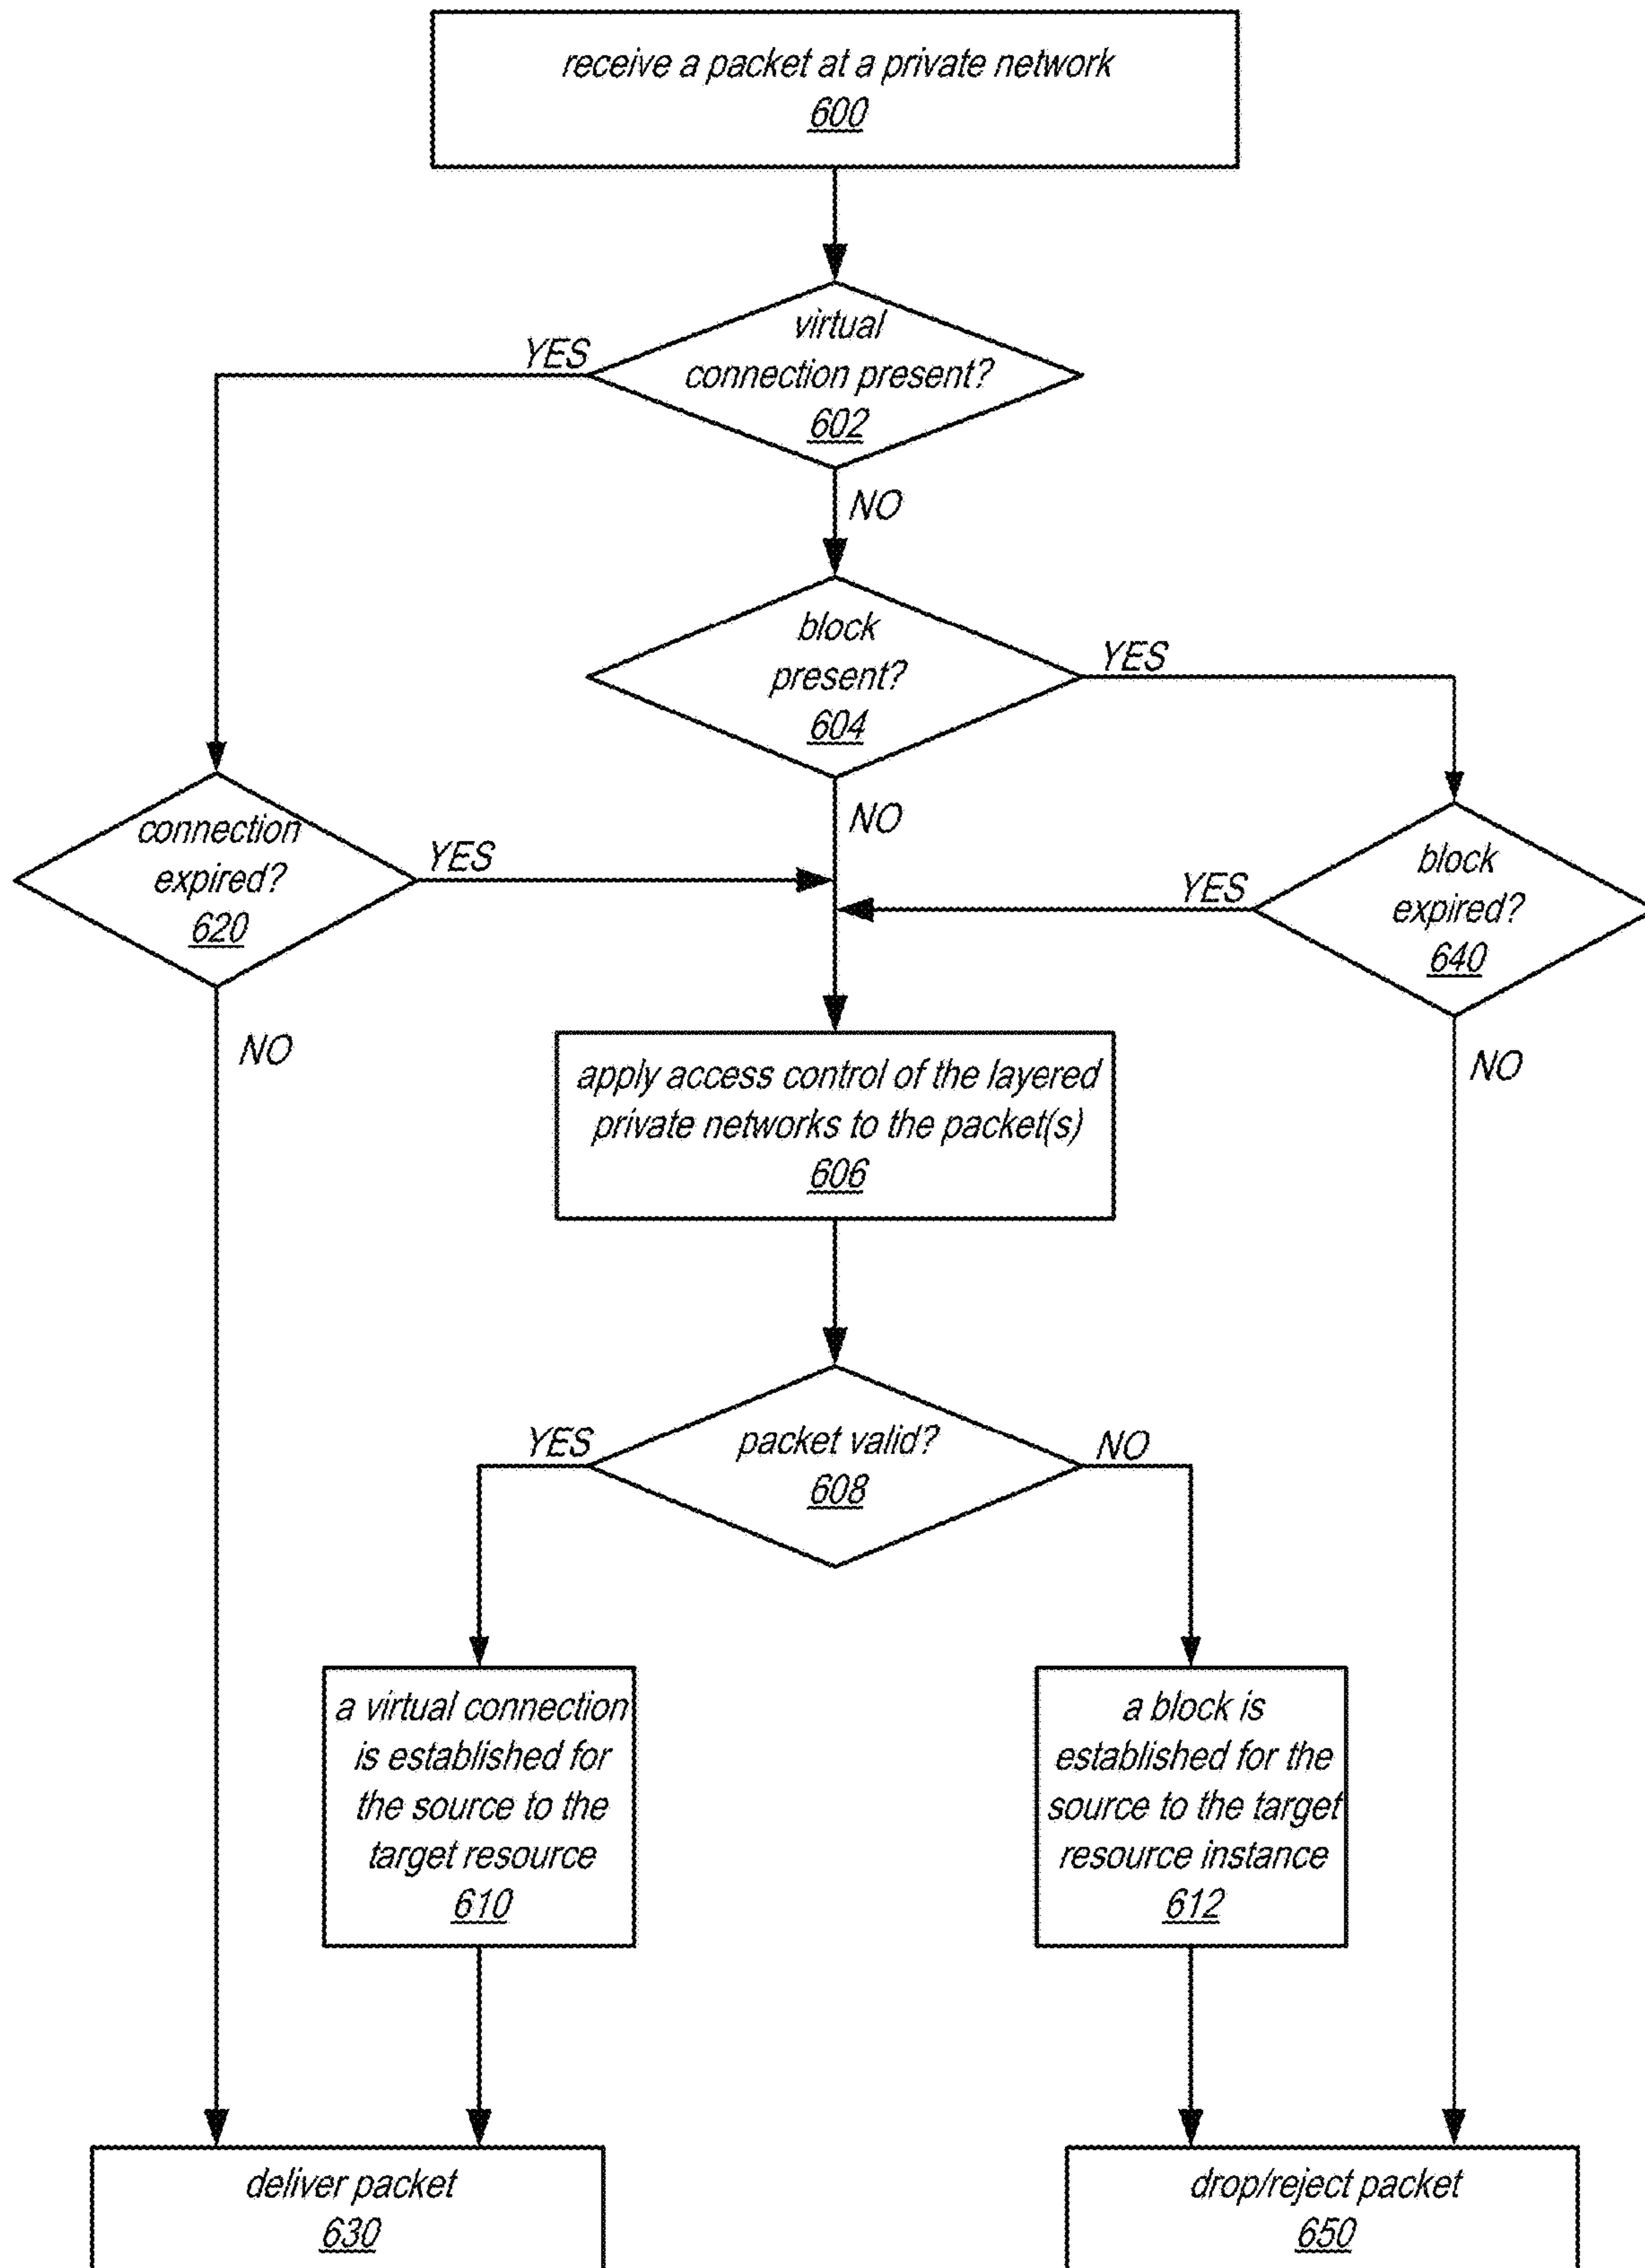 receive a packet at a private network
600
virtual
connection present?
602
YES
NO
block
present?
604
YES
NO
connection
expired?
620
YES
NO
block
expired?
640
YES
NO
apply access control of the layered
private networks to the packet(s)
606
packet valid?
608
YES
NO
a virtual connection
is established for
the source to the
target resource
610
a block is
established for the
source to the target
resource instance
612
deliver packet
630
drop/reject packet
650